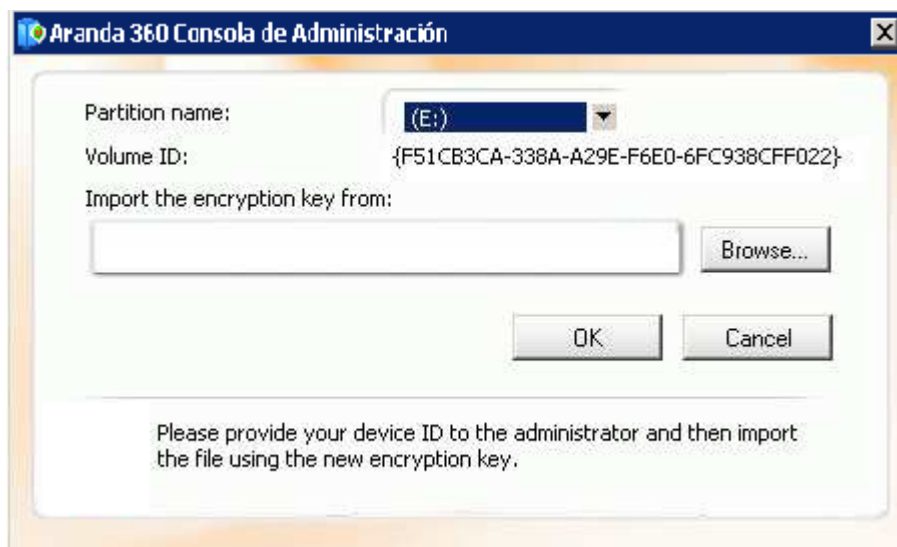 Aranda 360 Consola de Administración
Partition name:
(E:)
Volume ID:
{F51CB3CA-338A-A29E-F6E0-6FC938CFF022}
Import the encryption key from:
Browse...
OK
Cancel
Please provide your device ID to the administrator and then import
the file using the new encryption key.